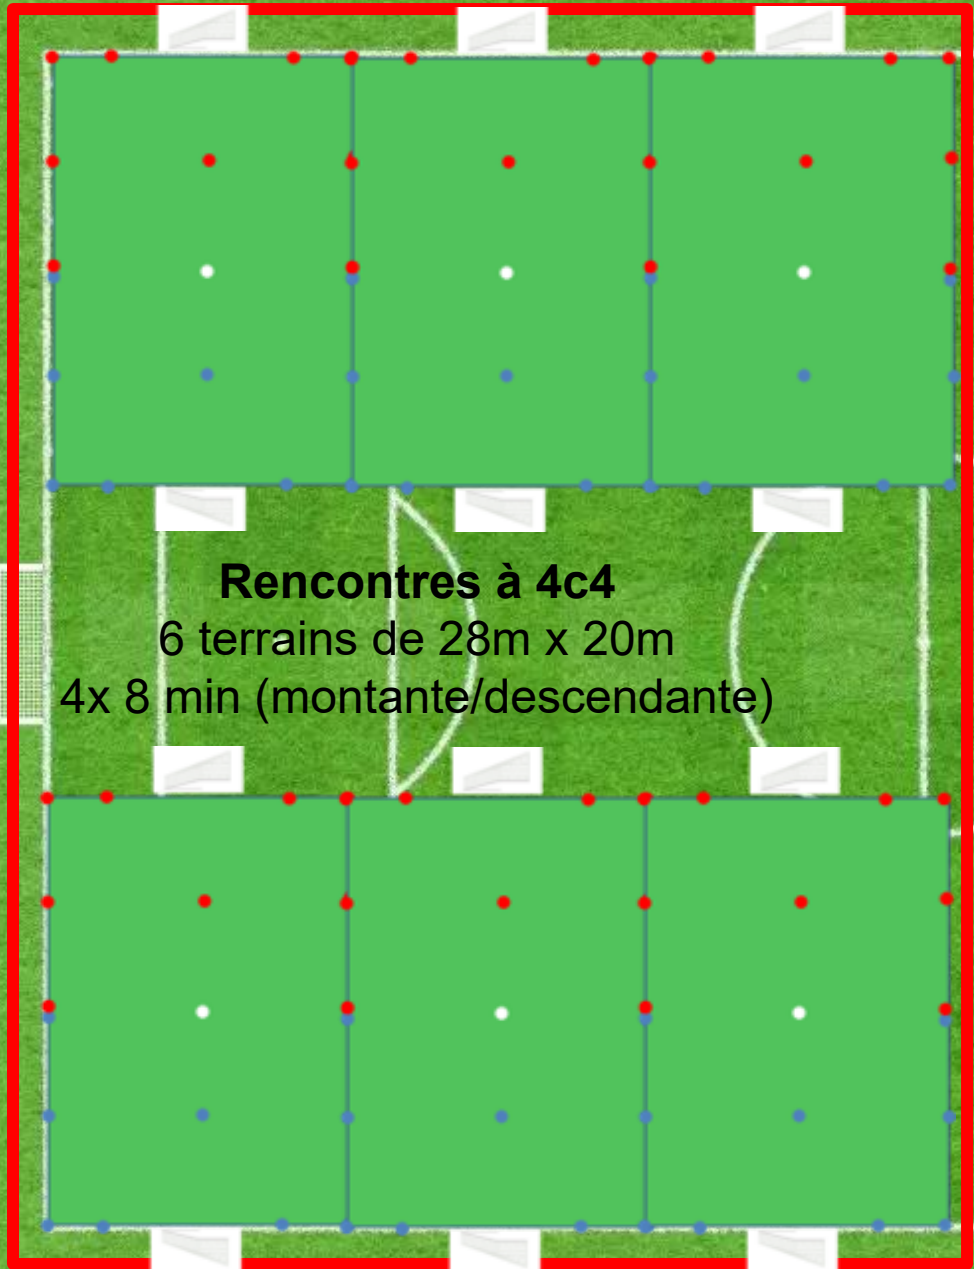 Rencontres à 4c4
6 terrains de 28m x 20m
4x 8 min (montante/descendante)